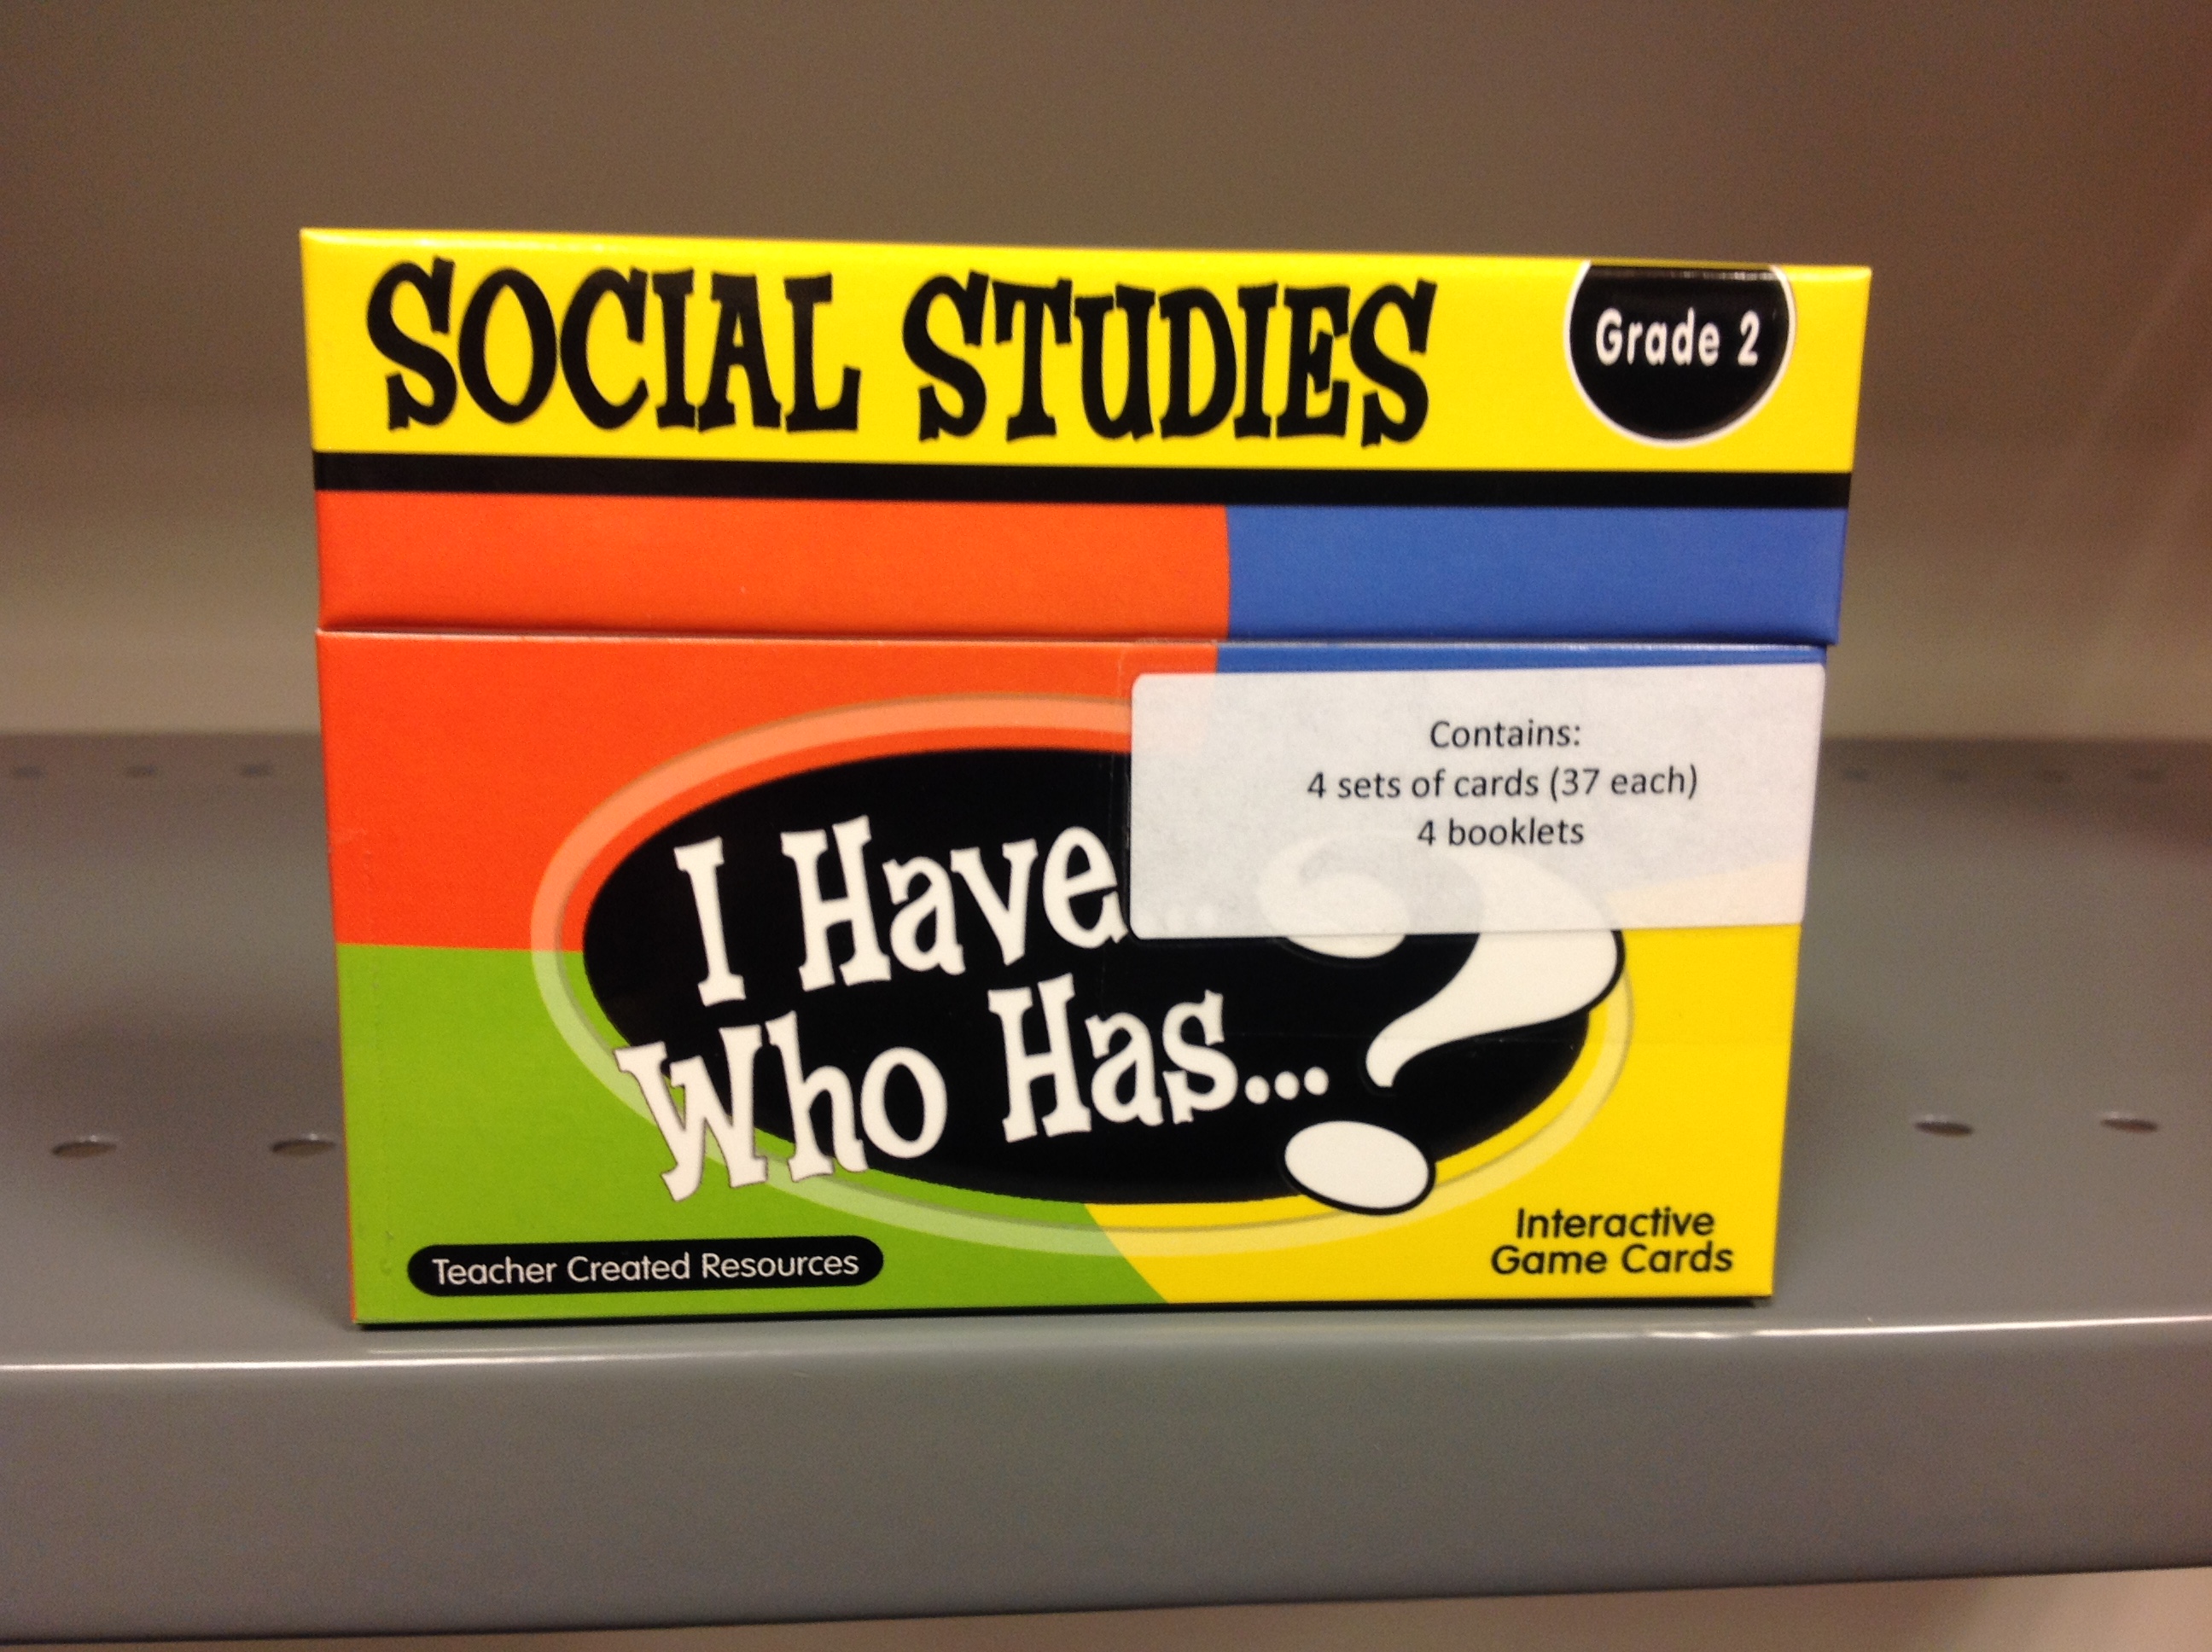 SOCIAL STUDIES
Grade 2
Contains:
4 sets of cards (37 each)
4 booklets
I Have...
Who Has...?
Teacher Created Resources
Interactive
Game Cards